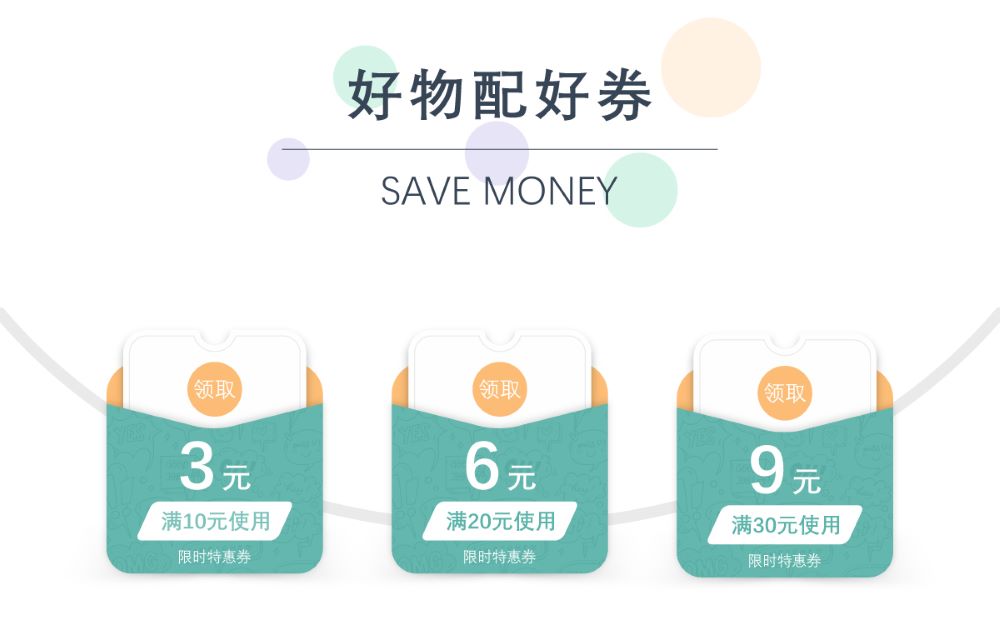 好物配好券
SAVE MONEY
领取
3元
满10元使用
限时特惠券
领取
6元
满20元使用
限时特惠券
领取
9元
满30元使用
限时特惠券